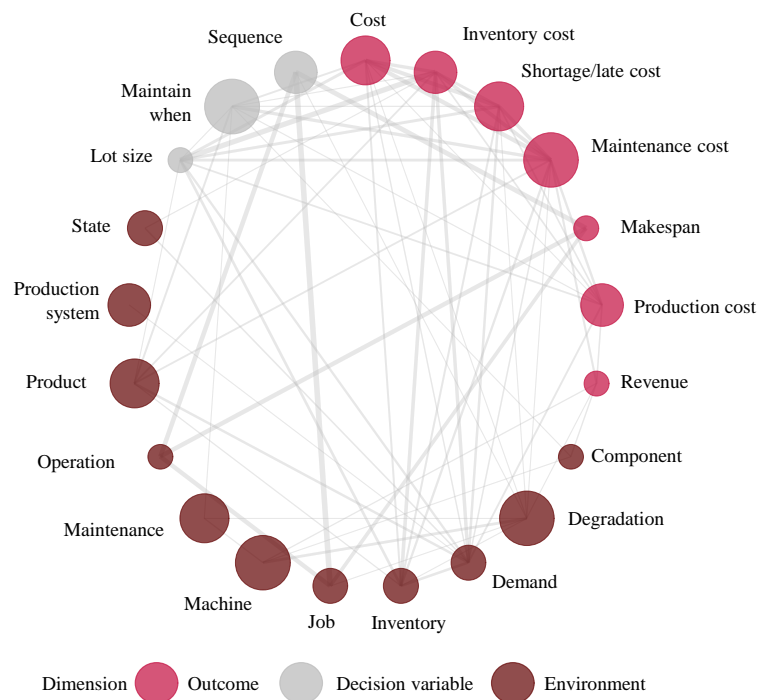 Cost
Sequence
Inventory cost
Shortage/late cost
Maintain
when
Maintenance cost
Lot size
State
Makespan
Production
system
Production cost
Product
Revenue
Operation
Component
Maintenance
Degradation
Machine
Demand
Job
Inventory
Dimension Outcome Decision variable Environment